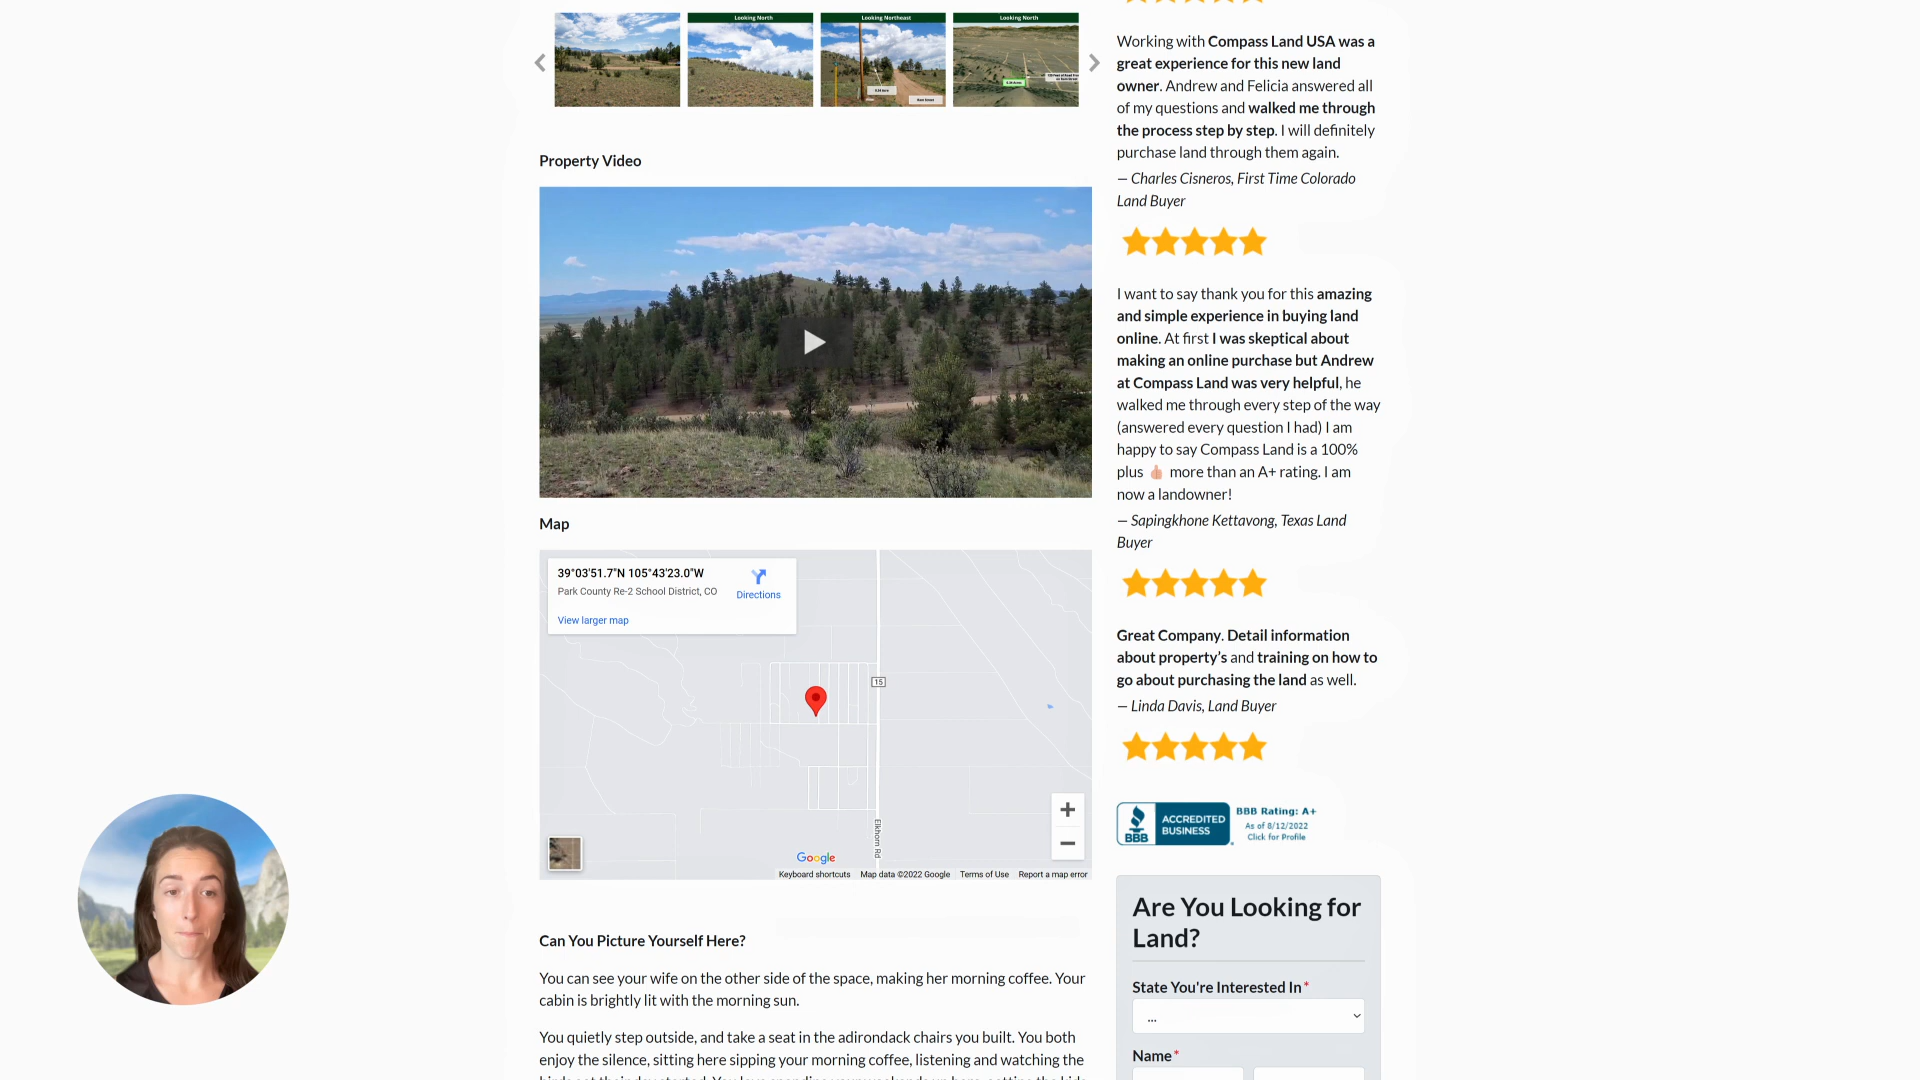 Looking North
Looking Northeast
Looking North
Property Video
Map
39°03'51.7"N 105°43'23.0"W
Park County Re-2 School District, CO
Directions
View larger map
15
Elkhorn Rd
Google
Keyboard shortcuts
Map data ©2022 Google
Terms of Use
Report a map error
Can You Picture Yourself Here?
You can see your wife on the other side of the space, making her morning coffee. Your
cabin is brightly lit with the morning sun.
You quietly step outside, and take a seat in the adirondack chairs you built. You both
enjoy the silence, sitting here sipping your morning coffee, listening and watching the
Working with Compass Land USA was a
great experience for this new land
owner. Andrew and Felicia answered all
of my questions and walked me through
the process step by step. I will definitely
purchase land through them again.
— Charles Cisneros, First Time Colorado
Land Buyer
I want to say thank you for this amazing
and simple experience in buying land
online. At first I was skeptical about
making an online purchase but Andrew
at Compass Land was very helpful, he
walked me through every step of the way
(answered every question I had) I am
happy to say Compass Land is a 100%
plus 👍🏼 more than an A+ rating. I am
now a landowner!
— Sapingkhone Kettavong, Texas Land
Buyer
Great Company. Detail information
about property's and training on how to
go about purchasing the land as well.
— Linda Davis, Land Buyer
BBB
ACCREDITED
BUSINESS
BBB Rating: A+
As of 8/12/2022
Click for Profile
Are You Looking for
Land?
State You're Interested In*
...
Name*